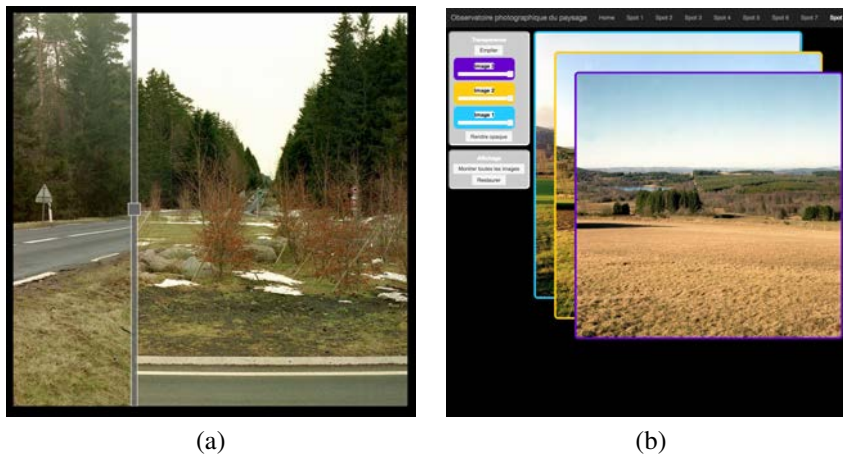 Observatoire photographique du paysage Home Spot 1 Spot 2 Spot 3 Spot 4 Spot 5 Spot 6 Spot 7 Spot
Transparence
Empiler
Image 3
Image 2
Image 1
Rendre opaque
Affichage
Montrer toutes les images
Restaurer
(a) (b)